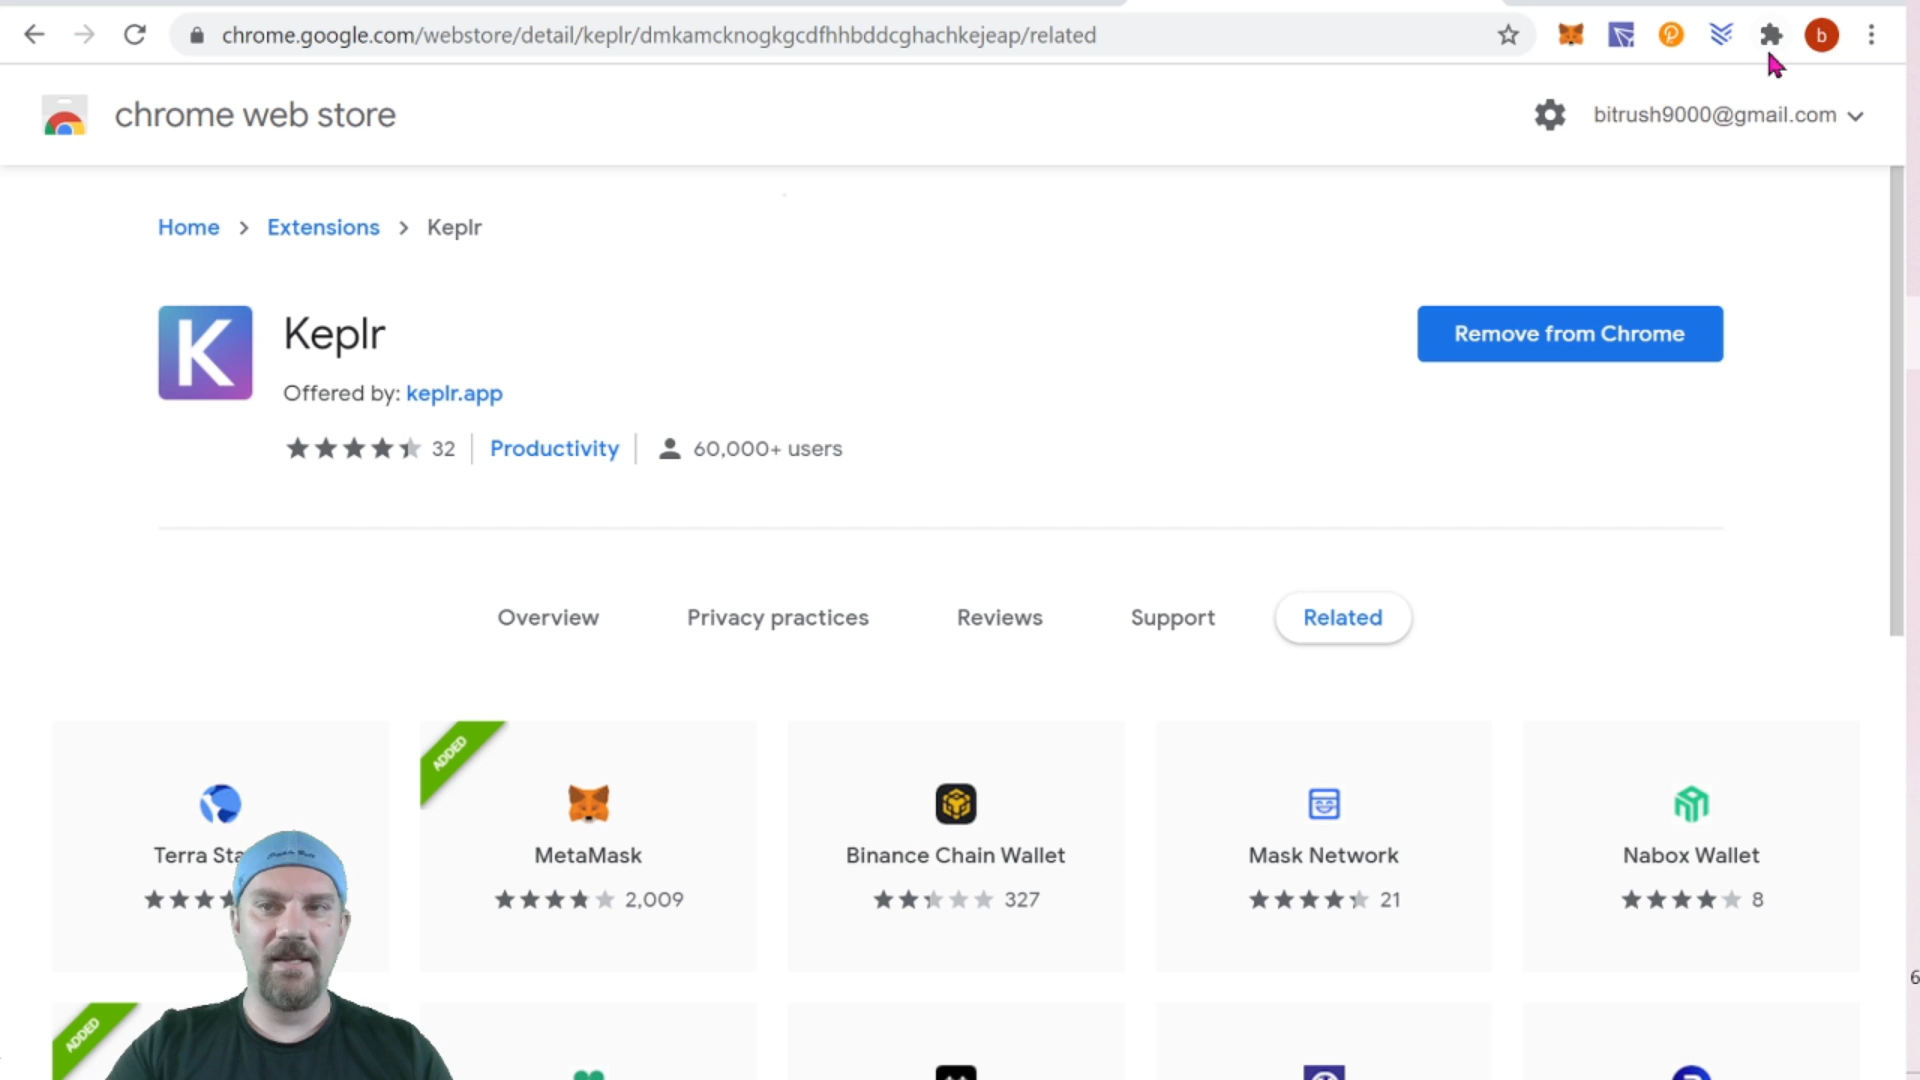 chrome.google.com/webstore/detail/keplr/dmkamcknogkgcdfhhbddcghachkejeap/related
b
chrome web store
bitrush9000@gmail.com
Home > Extensions > Keplr
K
Keplr
Remove from Chrome
Offered by: keplr.app
32 Productivity 60,000+ users
Overview Privacy practices Reviews Support Related
ADDED
Terra Sta
MetaMask
Binance Chain Wallet
Mask Network
Nabox Wallet
2,009
327
21
8
6
ADDED